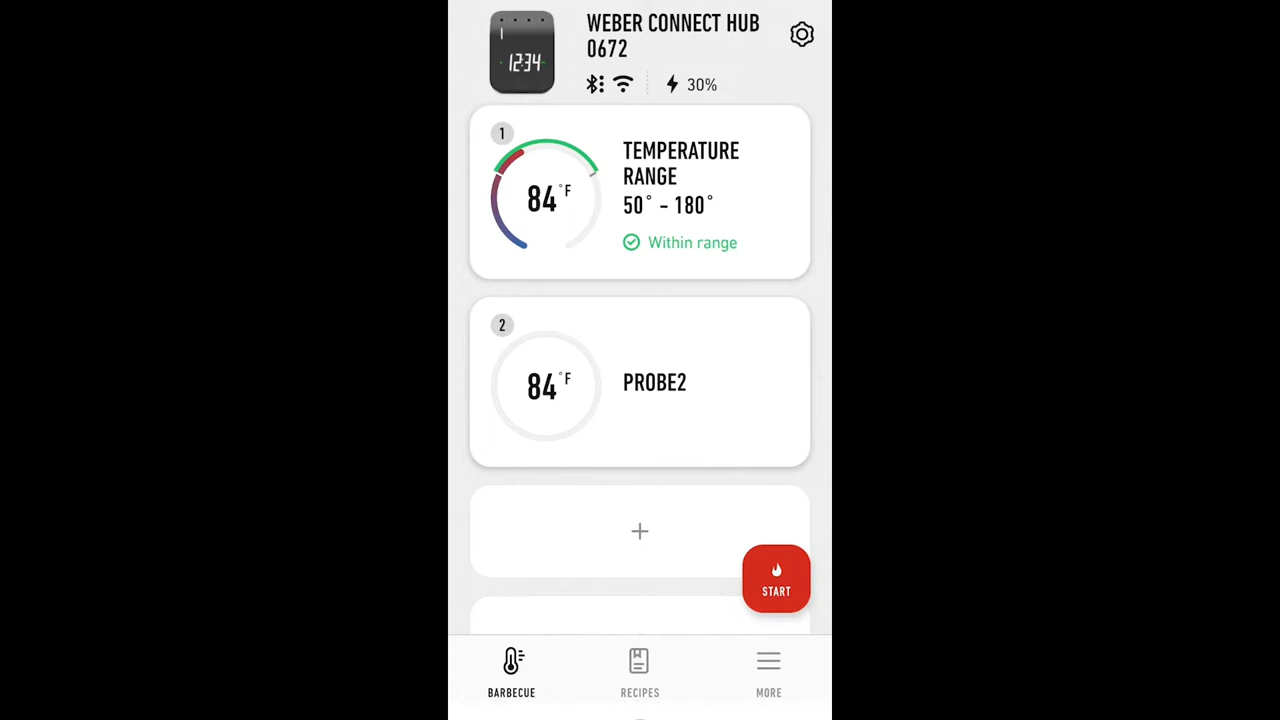 WEBER CONNECT HUB
0672
12:34
30%
1
84°F
TEMPERATURE
RANGE
50° - 180°
Within range
2
84°F
PROBE2
START
BARBECUE
RECIPES
MORE